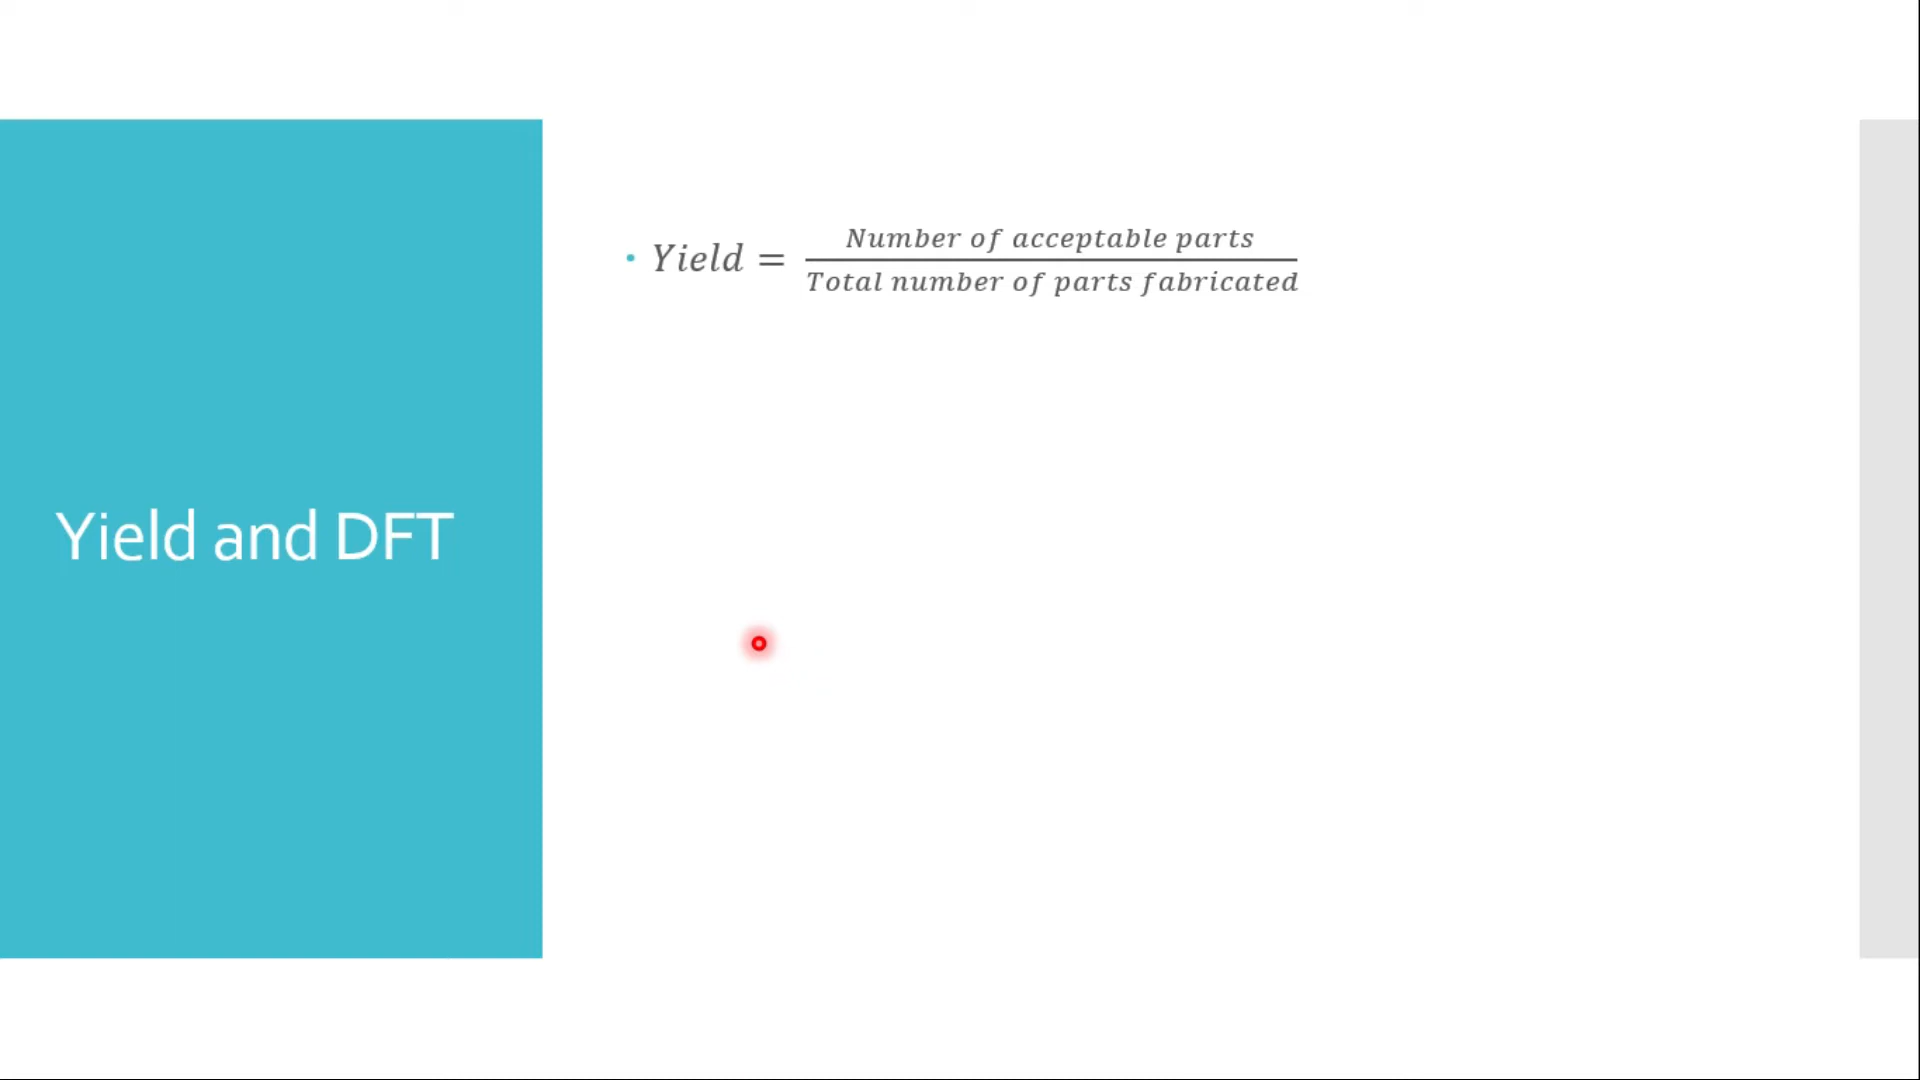 Yield and DFT
• Yield = Number of acceptable parts / Total number of parts fabricated